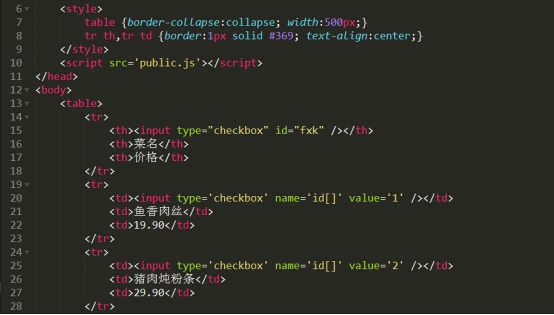 6 <style>
7 table {border-collapse:collapse; width:500px;}
8 tr th,tr td {border:1px solid #369; text-align:center;}
9 </style>
10 <script src='public.js'></script>
11 </head>
12 <body>
13 <table>
14 <tr>
15 <th><input type="checkbox" id="fxk" /></th>
16 <th>菜名</th>
17 <th>价格</th>
18 </tr>
19 <tr>
20 <td><input type='checkbox' name='id[]' value='1' /></td>
21 <td>鱼香肉丝</td>
22 <td>19.90</td>
23 </tr>
24 <tr>
25 <td><input type='checkbox' name='id[]' value='2' /></td>
26 <td>猪肉炖粉条</td>
27 <td>29.90</td>
28 </tr>